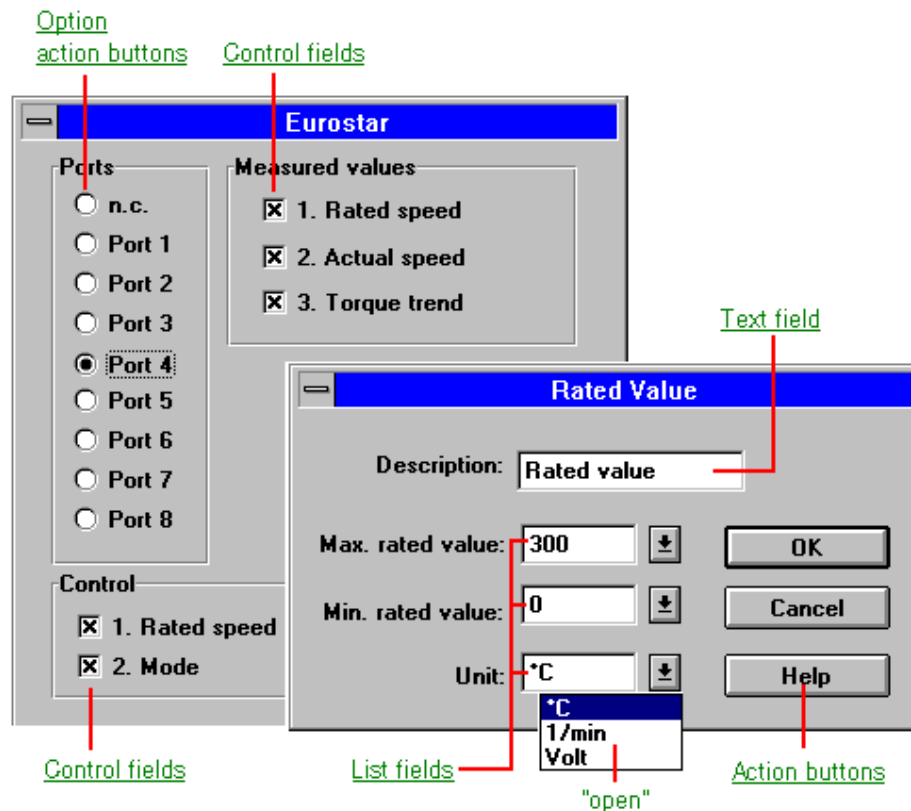 Option
action buttons
Control fields
Eurostar
Ports
n.c.
Port 1
Port 2
Port 3
Port 4
Port 5
Port 6
Port 7
Port 8
Measured values
1. Rated speed
2. Actual speed
3. Torque trend
Control
1. Rated speed
2. Mode
Text field
Rated Value
Description: Rated value
Max. rated value: 300
Min. rated value: 0
Unit: °C
°C
1/min
Volt
OK
Cancel
Help
Control fields
List fields
"open"
Action buttons